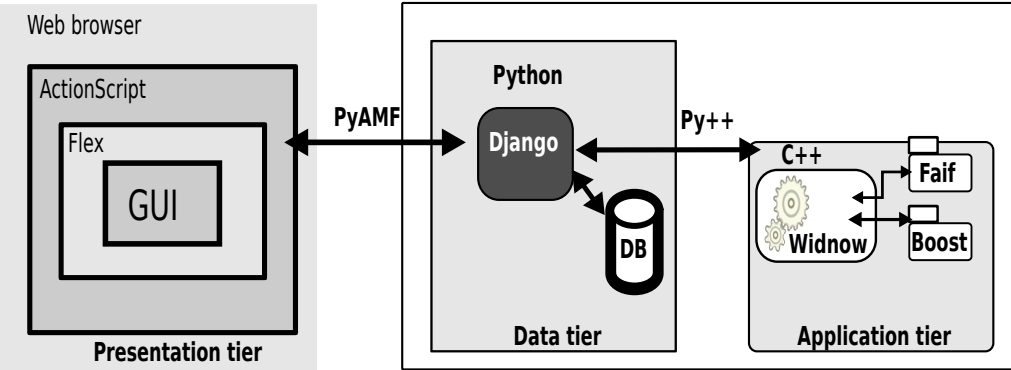 Web browser
ActionScript
Flex
GUI
Presentation tier
PyAMF
Python
Django
DB
Data tier
Py++
C++
Widnow
Faif
Boost
Application tier